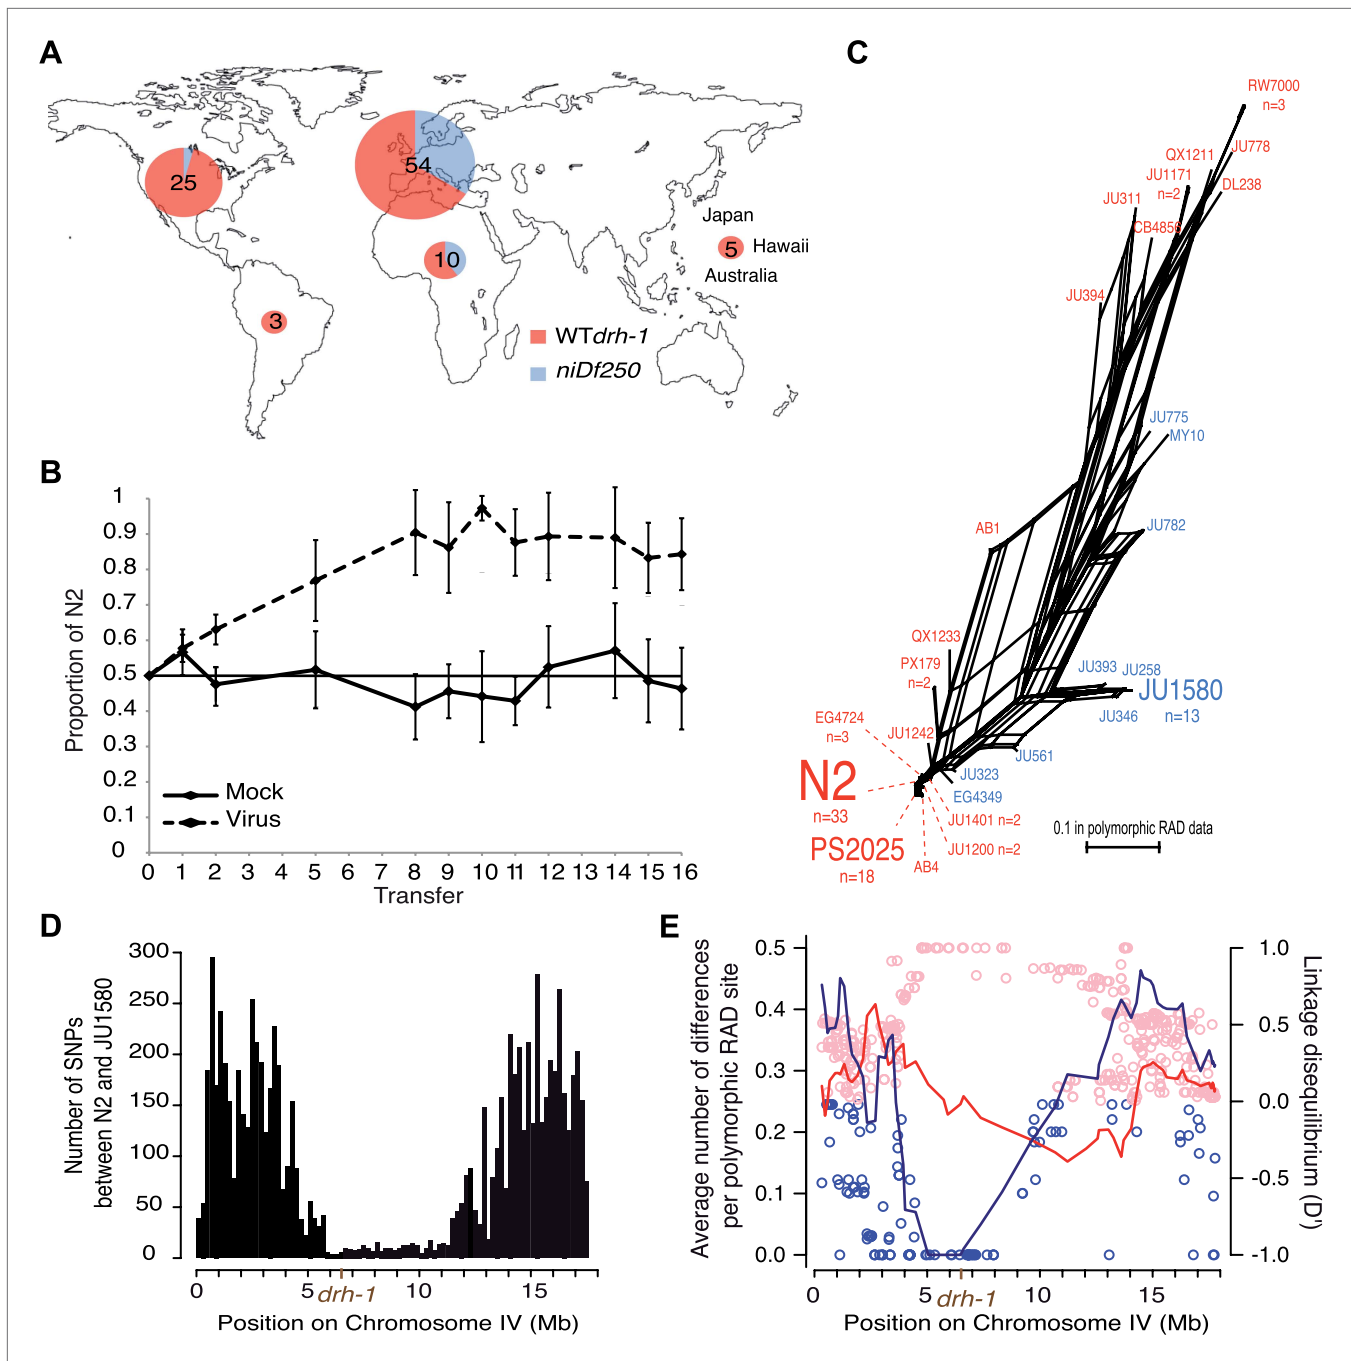 A
25
54
10
5
3
Japan
Hawaii
Australia
WTdrh-1
niDf250
B
Proportion of N2
1
0.9
0.8
0.7
0.6
0.5
0.4
0.3
0.2
0.1
0
Mock
Virus
0 1 2 3 4 5 6 7 8 9 10 11 12 13 14 15 16
Transfer
C
RW7000
n=3
JU778
QX1211
JU1171
n=2
DL238
JU311
CB4856
JU394
JU775
MY10
JU782
AB1
QX1233
PX179
n=2
JU393
JU258
JU1580
n=13
JU346
EG4724
n=3
JU1242
JU561
N2
n=33
JU323
EG4349
JU1401 n=2
PS2025
n=18
JU1200 n=2
AB4
0.1 in polymorphic RAD data
D
Number of SNPs
between N2 and JU1580
300
250
200
150
100
50
0
0 5 10 15
drh-1
Position on Chromosome IV (Mb)
E
Average number of differences
per polymorphic RAD site
0.5
0.4
0.3
0.2
0.1
0.0
1.0
0.5
0.0
-0.5
-1.0
Linkage disequilibrium (D')
0 5 10 15
drh-1
Position on Chromosome IV (Mb)